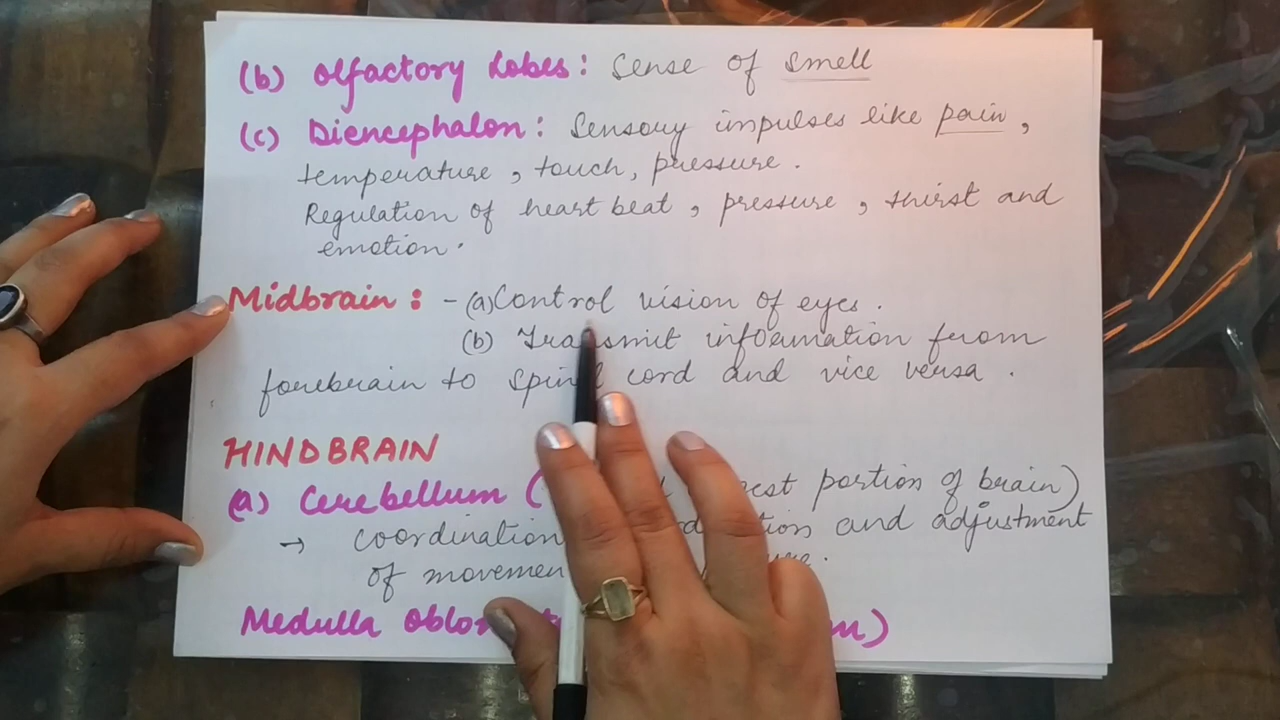 (b) Olfactory Lobes: Sense of smell
(c) Diencephalon: Sensory impulses like pain,
temperature, touch, pressure.
Regulation of heart beat, pressure, thirst and
emotion.
Midbrain: - (a) Control vision of eyes.
(b) Transmit information from
forebrain to spinal cord and vice versa.
HINDBRAIN
(a) Cerebellum ( portion of brain)
→ coordination and adjustment
of
Medulla